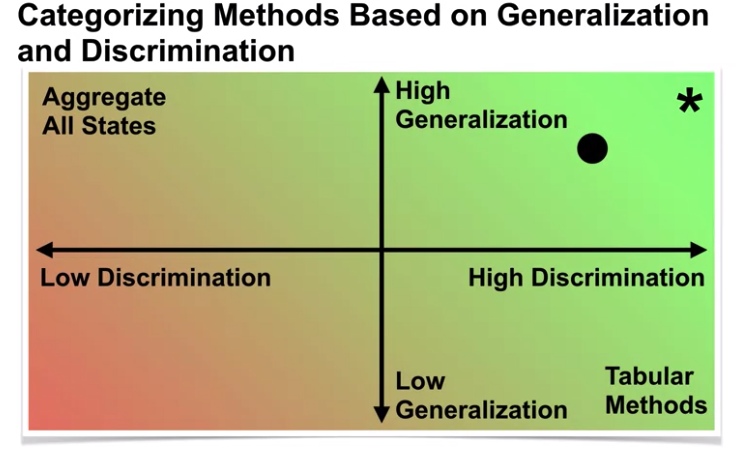 Categorizing Methods Based on Generalization
and Discrimination
Aggregate
All States
High
Generalization
*
Low Discrimination
High Discrimination
Low
Generalization
Tabular
Methods